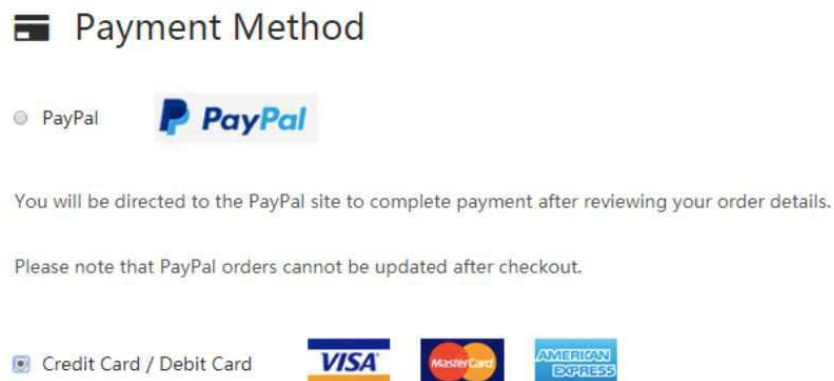 Payment Method
PayPal PayPal
You will be directed to the PayPal site to complete payment after reviewing your order details.
Please note that PayPal orders cannot be updated after checkout.
Credit Card / Debit Card VISA MasterCard AMERICAN EXPRESS